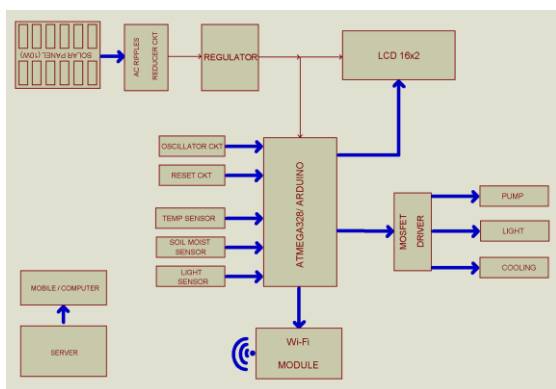 SOLAR PANEL (10W)
AC RIPPLES
REDUCER CKT
REGULATOR
LCD 16x2
OSCILLATOR CKT
RESET CKT
TEMP SENSOR
SOIL MOIST
SENSOR
LIGHT
SENSOR
ATMEGA328/ ARDUINO
MOSFET
DRIVER
PUMP
LIGHT
COOLING
MOBILE / COMPUTER
SERVER
Wi-Fi
MODULE